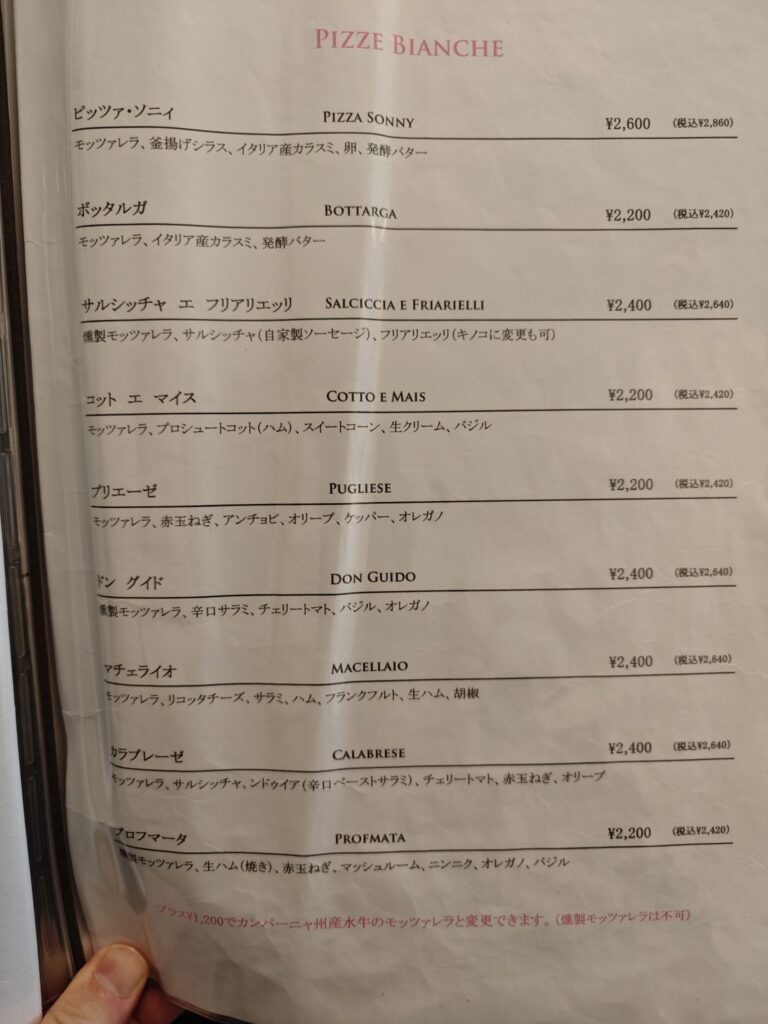 PIZZE BIANCHE
ピッツァ・ソニィ PIZZA SONNY ¥2,600 (税込¥2,860)
モッツァレラ、釜揚げシラス、イタリア産カラスミ、卵、発酵バター
ボッタルガ BOTTARGA ¥2,200 (税込¥2,420)
モッツァレラ、イタリア産カラスミ、発酵バター
サルシッチャ エ フリアリエッリ SALCICCIA E FRIARIELLI ¥2,400 (税込¥2,640)
燻製モッツァレラ、サルシッチャ(自家製ソーセージ)、フリアリエッリ(キノコに変更も可)
コット エ マイス COTTO E MAIS ¥2,200 (税込¥2,420)
モッツァレラ、プロシュートコット(ハム)、スイートコーン、生クリーム、バジル
プリエーゼ PUGLIESE ¥2,200 (税込¥2,420)
モッツァレラ、赤玉ねぎ、アンチョビ、オリーブ、ケッパー、オレガノ
ドン グイド DON GUIDO ¥2,400 (税込¥2,640)
燻製モッツァレラ、辛口サラミ、チェリートマト、バジル、オレガノ
マチェライオ MACELLAIO ¥2,400 (税込¥2,640)
モッツァレラ、リコッタチーズ、サラミ、ハム、フランクフルト、生ハム、胡椒
カラブレーゼ CALABRESE ¥2,400 (税込¥2,640)
モッツァレラ、サルシッチャ、ンドゥイア(辛口ペーストサラミ)、チェリートマト、赤玉ねぎ、オリーブ
プロフマータ PROFMATA ¥2,200 (税込¥2,420)
燻製モッツァレラ、生ハム(焼き)、赤玉ねぎ、マッシュルーム、ニンニク、オレガノ、バジル
プラス¥1,200でカンパーニャ州産水牛のモッツァレラと変更できます。(燻製モッツァレラは不可)